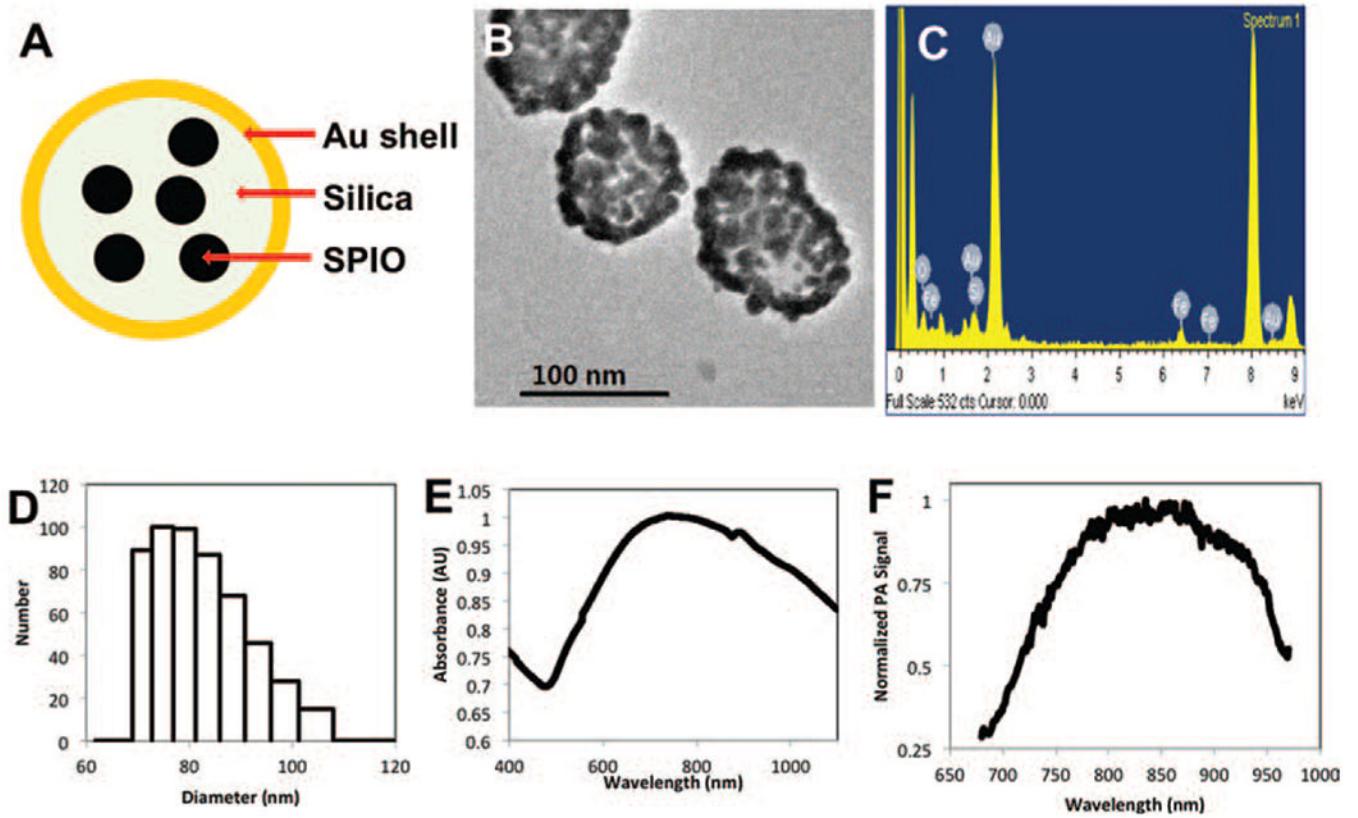 A
Au shell
Silica
SPIO
B
100 nm
C
Spectrum 1
Au
O
Fe
Au
Si
Fe
Fe
Au
0 1 2 3 4 5 6 7 8 9
Full Scale 532 cts Cursor: 0.000 keV
D
120
100
80
60
40
20
0
Number
60 80 100 120
Diameter (nm)
E
1.05
1
0.95
0.9
0.85
0.8
0.75
0.7
0.65
0.6
Absorbance (AU)
400 600 800 1000
Wavelength (nm)
F
1
0.75
0.5
0.25
Normalized PA Signal
650 700 750 800 850 900 950 1000
Wavelength (nm)